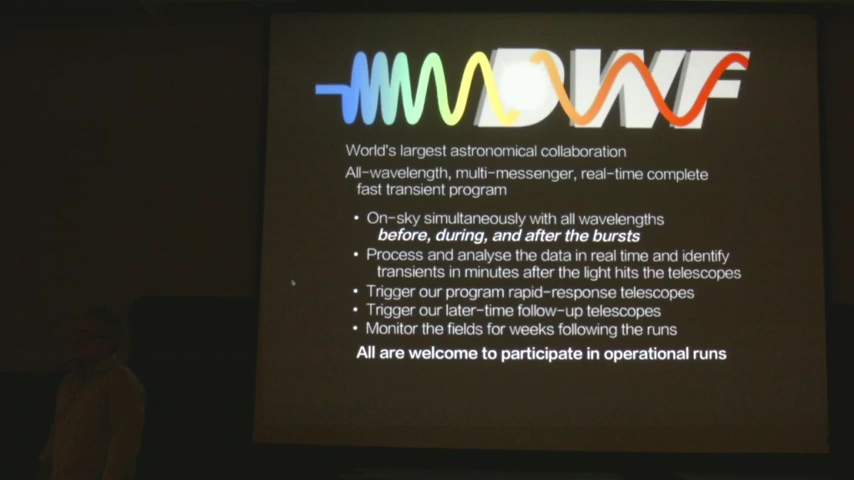 DWF
World's largest astronomical collaboration
All-wavelength, multi-messenger, real-time complete
fast transient program
• On-sky simultaneously with all wavelengths
before, during, and after the bursts
• Process and analyse the data in real time and identify
transients in minutes after the light hits the telescopes
• Trigger our program rapid-response telescopes
• Trigger our later-time follow-up telescopes
• Monitor the fields for weeks following the runs
All are welcome to participate in operational runs